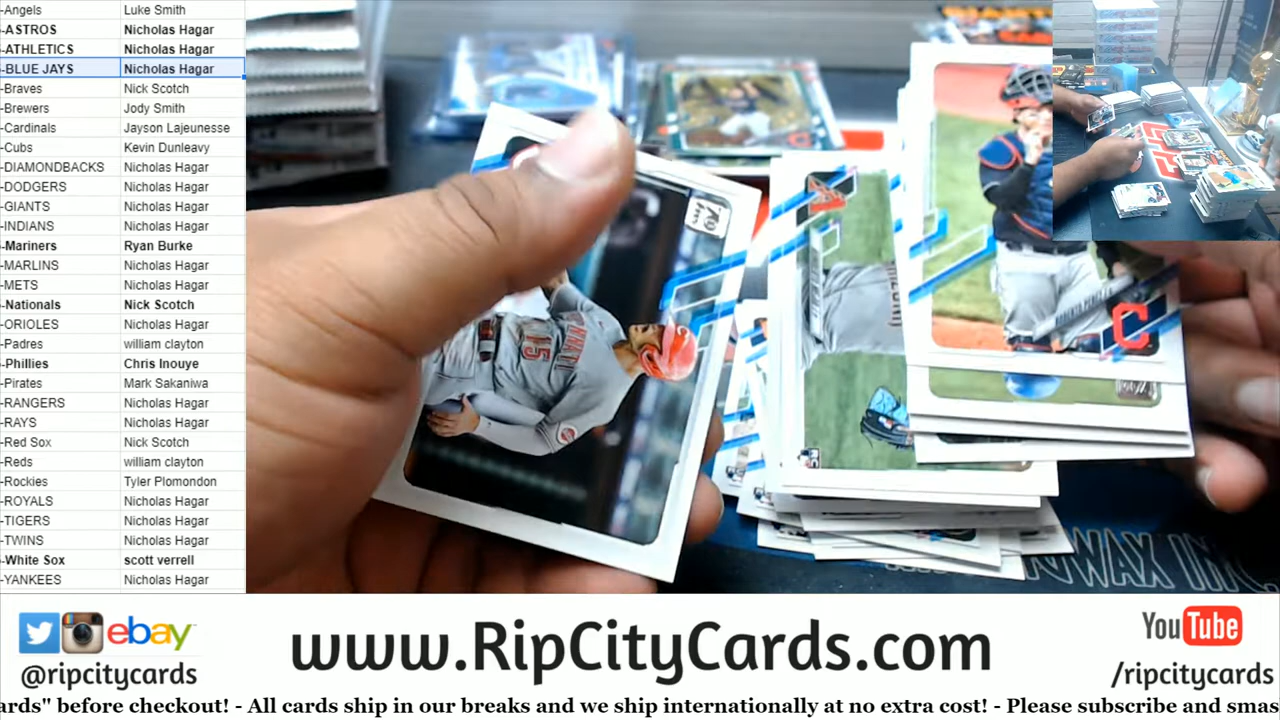 -Angels Luke Smith
-ASTROS Nicholas Hagar
-ATHLETICS Nicholas Hagar
-BLUE JAYS Nicholas Hagar
-Braves Nick Scotch
-Brewers Jody Smith
-Cardinals Jayson Lajeunesse
-Cubs Kevin Dunleavy
-DIAMONDBACKS Nicholas Hagar
-DODGERS Nicholas Hagar
-GIANTS Nicholas Hagar
-INDIANS Nicholas Hagar
-Mariners Ryan Burke
-MARLINS Nicholas Hagar
-METS Nicholas Hagar
-Nationals Nick Scotch
-ORIOLES Nicholas Hagar
-Padres william clayton
-Phillies Chris Inouye
-Pirates Mark Sakaniwa
-RANGERS Nicholas Hagar
-RAYS Nicholas Hagar
-Red Sox Nick Scotch
-Reds william clayton
-Rockies Tyler Plomondon
-ROYALS Nicholas Hagar
-TIGERS Nicholas Hagar
-TWINS Nicholas Hagar
-White Sox scott verrell
-YANKEES Nicholas Hagar
70
15
C
ebay
@ripcitycards
www.RipCityCards.com
YouTube
/ripcitycards
ards" before checkout! - All cards ship in our breaks and we ship internationally at no extra cost! - Please subscribe and smas